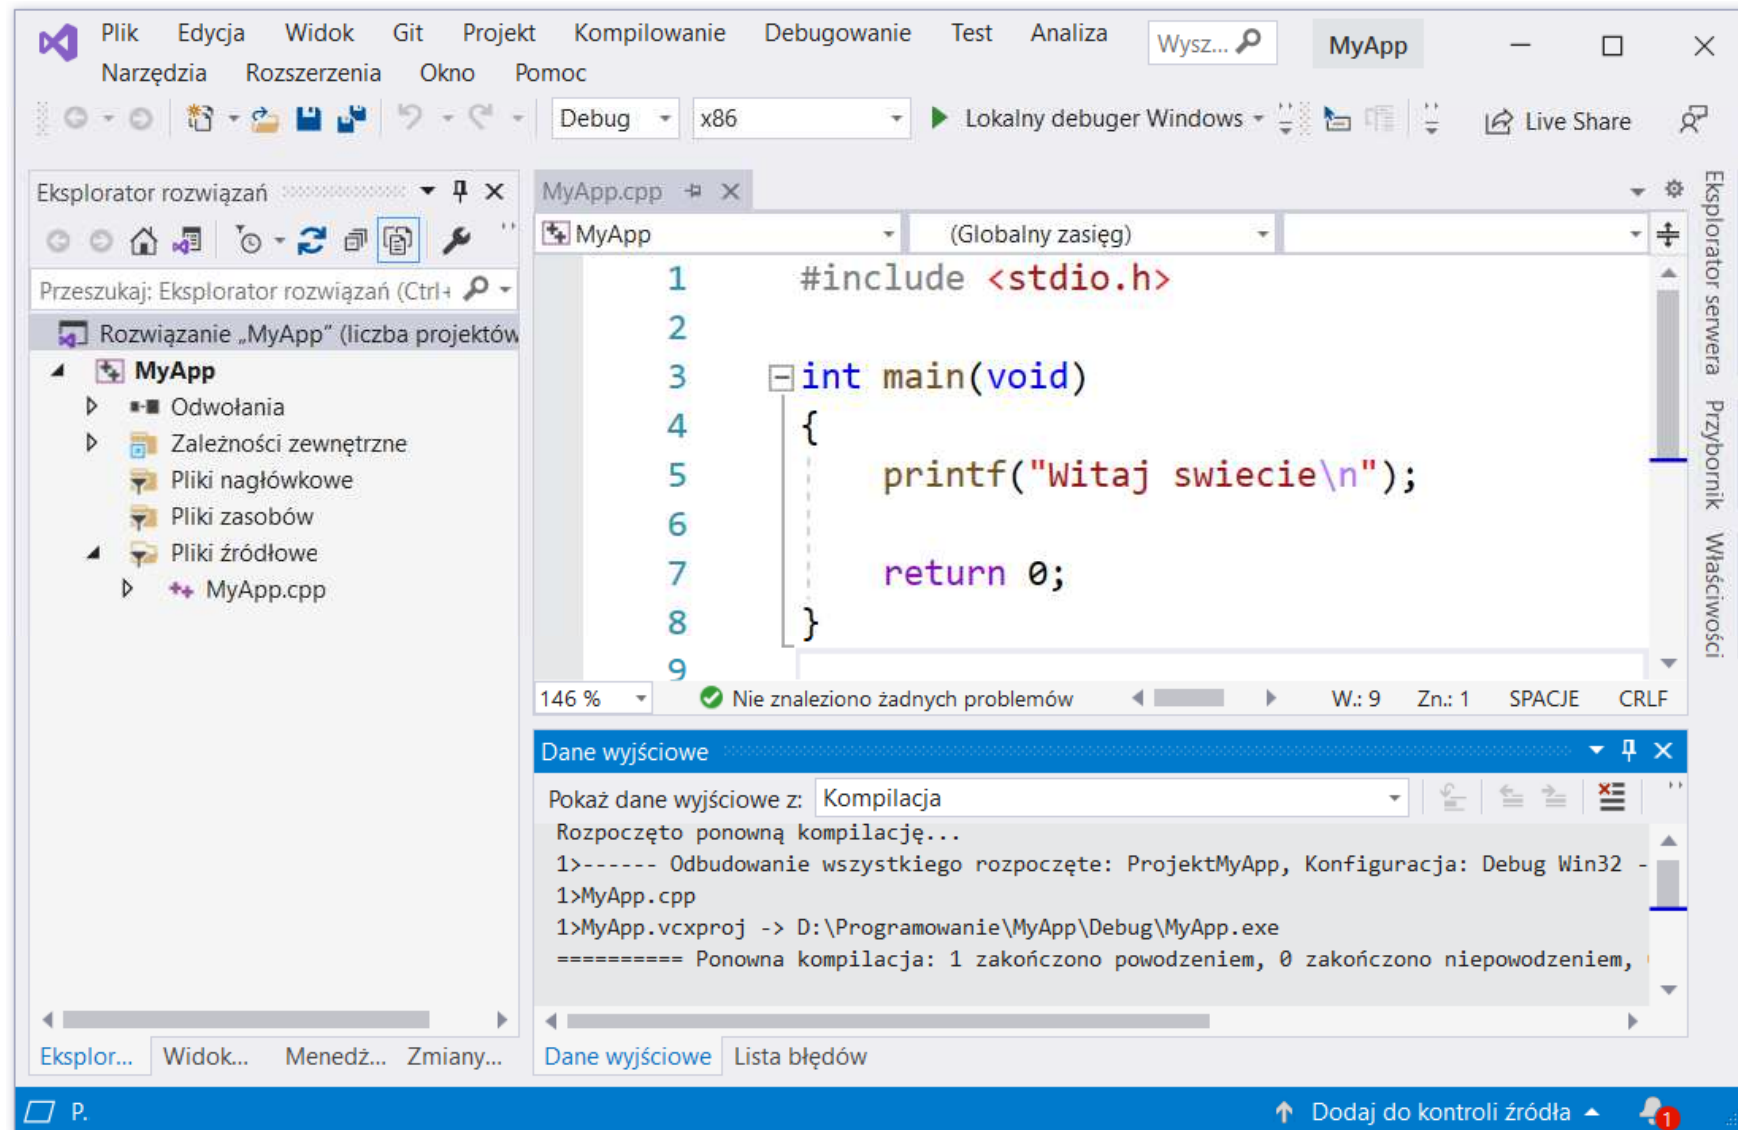 Plik Edycja Widok Git Projekt Kompilowanie Debugowanie Test Analiza Wysz... MyApp
Narzędzia Rozszerzenia Okno Pomoc
Debug x86 Lokalny debuger Windows Live Share
Eksplorator rozwiązań
Przeszukaj: Eksplorator rozwiązań (Ctrl+
Rozwiązanie „MyApp” (liczba projektów
MyApp
Odwołania
Zależności zewnętrzne
Pliki nagłówkowe
Pliki zasobów
Pliki źródłowe
MyApp.cpp
Eksplor... Widok... Menedż... Zmiany...
MyApp.cpp
MyApp (Globalny zasięg)
1 #include <stdio.h>
2
3 int main(void)
4 {
5 printf("Witaj swiecie\n");
6
7 return 0;
8 }
9
146 % Nie znaleziono żadnych problemów W.: 9 Zn.: 1 SPACJE CRLF
Dane wyjściowe
Pokaż dane wyjściowe z: Kompilacja
Rozpoczęto ponowną kompilację...
1>------ Odbudowanie wszystkiego rozpoczęte: ProjektMyApp, Konfiguracja: Debug Win32 -
1>MyApp.cpp
1>MyApp.vcxproj -> D:\Programowanie\MyApp\Debug\MyApp.exe
========== Ponowna kompilacja: 1 zakończono powodzeniem, 0 zakończono niepowodzeniem,
Dane wyjściowe Lista błędów
Eksplorator serwera
Przybornik
Właściwości
P. Dodaj do kontroli źródła 1